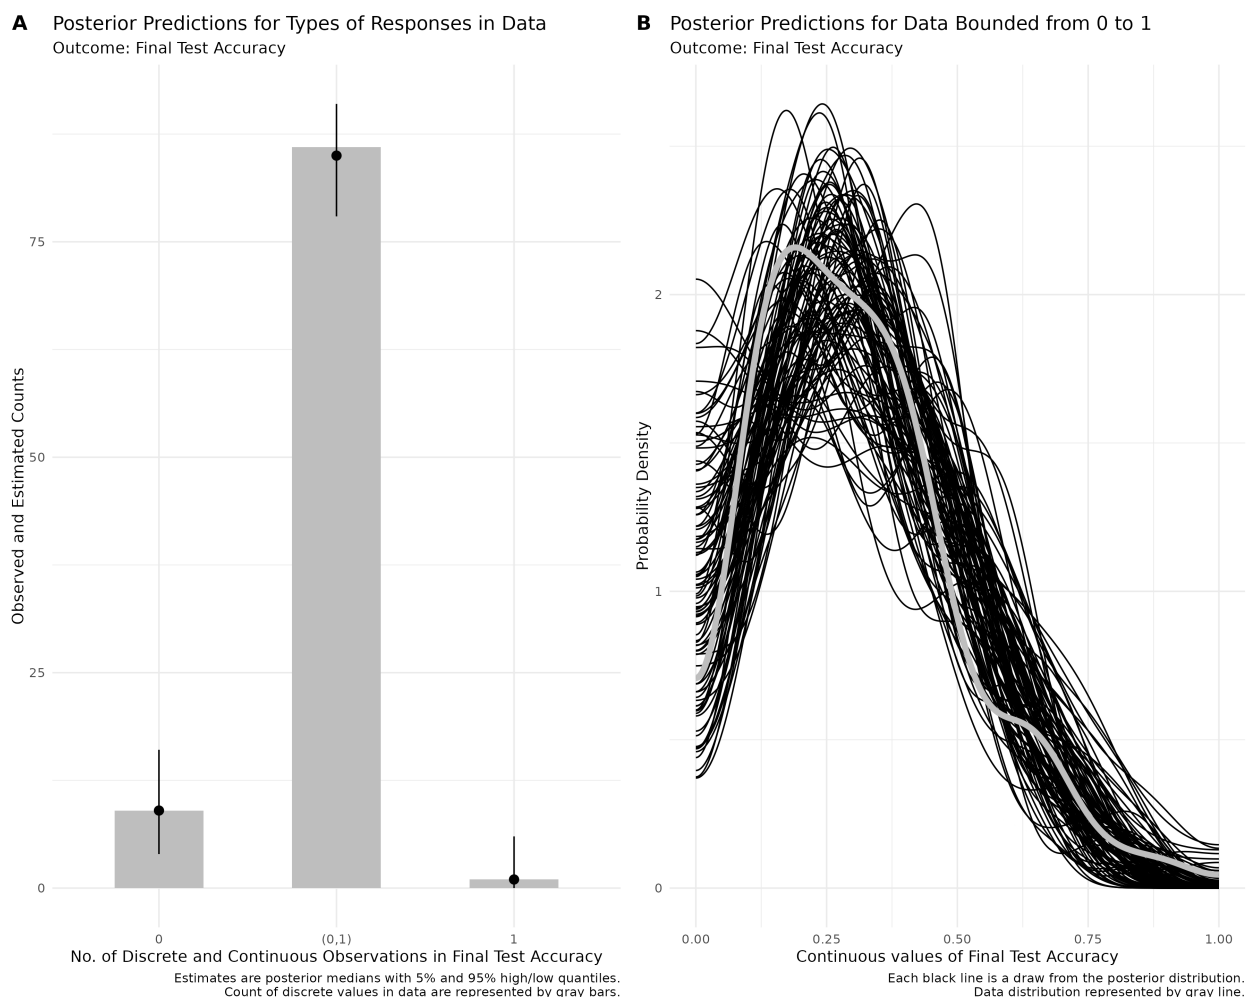 A
Posterior Predictions for Types of Responses in Data
Outcome: Final Test Accuracy
Observed and Estimated Counts
75
50
25
0
0
(0,1)
1
No. of Discrete and Continuous Observations in Final Test Accuracy
Estimates are posterior medians with 5% and 95% high/low quantiles.
Count of discrete values in data are represented by gray bars.
B
Posterior Predictions for Data Bounded from 0 to 1
Outcome: Final Test Accuracy
Probability Density
2
1
0
0.00
0.25
0.50
0.75
1.00
Continuous values of Final Test Accuracy
Each black line is a draw from the posterior distribution.
Data distribution represented by gray line.